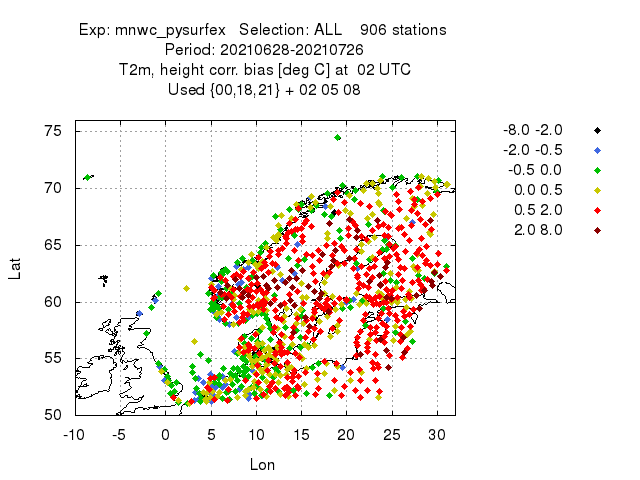 Exp: mnwc_pysurfex   Selection: ALL    906 stations
Period: 20210628-20210726
T2m, height corr. bias [deg C] at  02 UTC
Used {00,18,21} + 02 05 08
-8.0 -2.0
-2.0 -0.5
-0.5 0.0
0.0 0.5
0.5 2.0
2.0 8.0
75
70
65
60
55
50
Lat
-10 -5 0 5 10 15 20 25 30
Lon